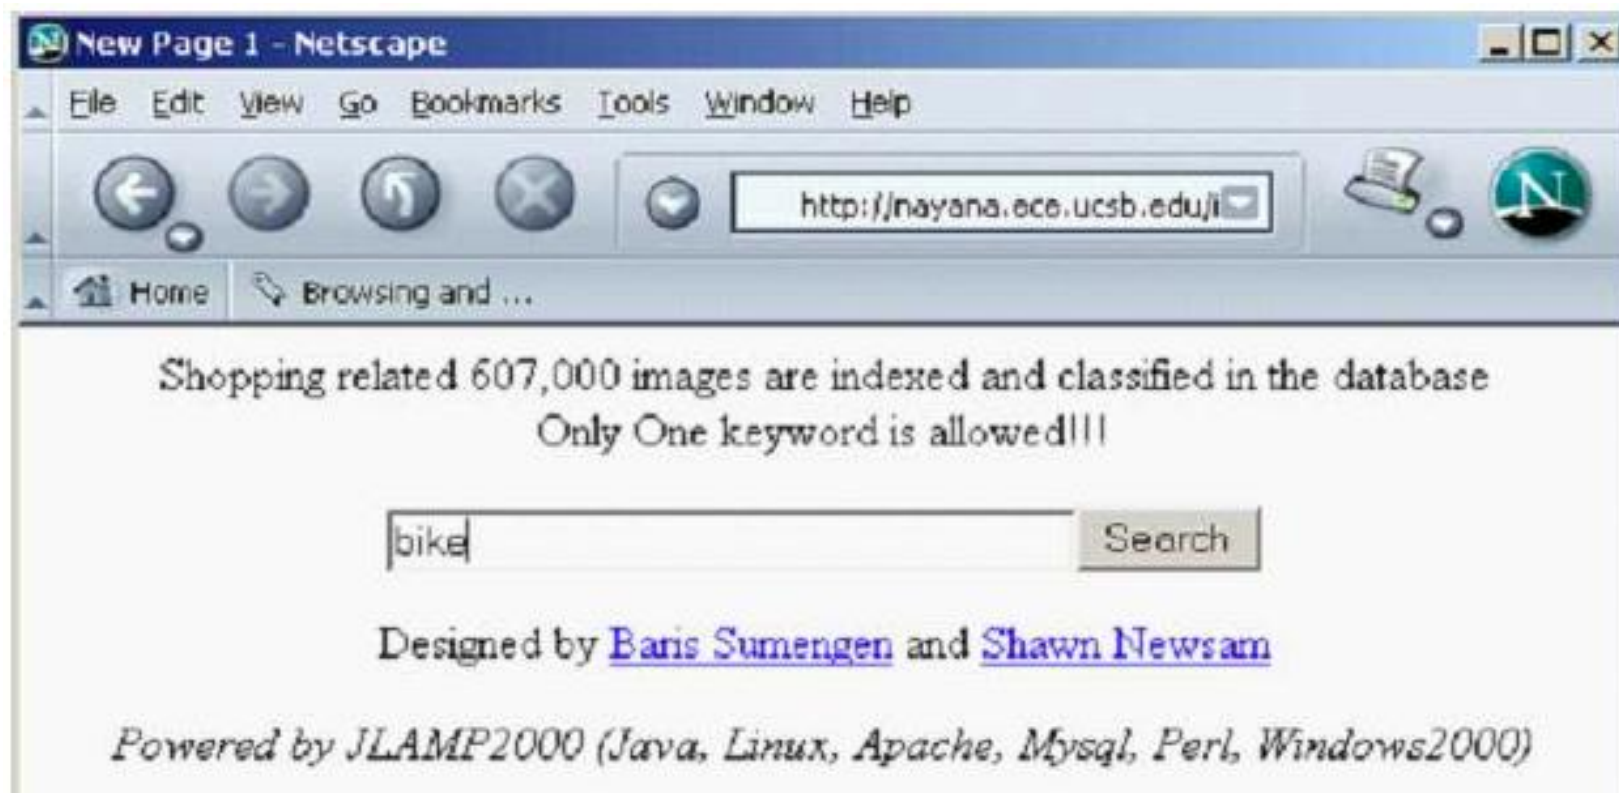 New Page 1 - Netscape
File Edit View Go Bookmarks Tools Window Help
http://nayana.ece.ucsb.edu/i
N
Home Browsing and ...
Shopping related 607,000 images are indexed and classified in the database
Only One keyword is allowed!!!
bike Search
Designed by Baris Sumengen and Shawn Newsam
Powered by JLAMP2000 (Java, Linux, Apache, Mysql, Perl, Windows2000)